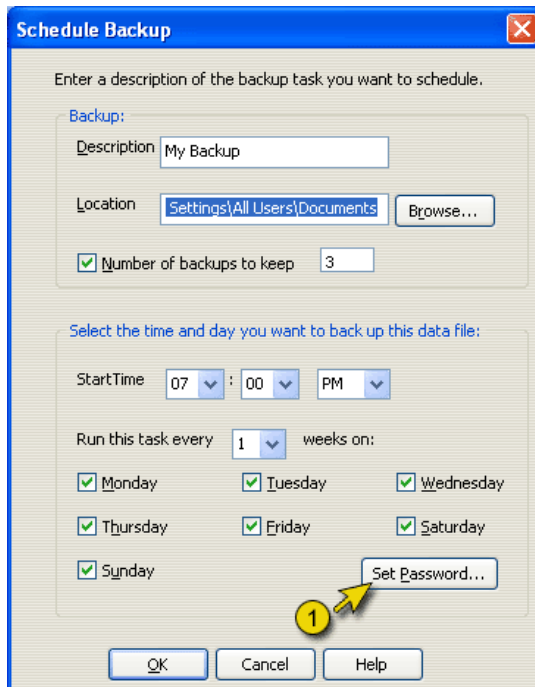 Schedule Backup
Enter a description of the backup task you want to schedule.
Backup:
Description My Backup
Location Settings\All Users\Documents Browse...
Number of backups to keep 3
Select the time and day you want to back up this data file:
StartTime 07 : 00 PM
Run this task every 1 weeks on:
Monday Tuesday Wednesday
Thursday Friday Saturday
Sunday Set Password...
1
OK Cancel Help